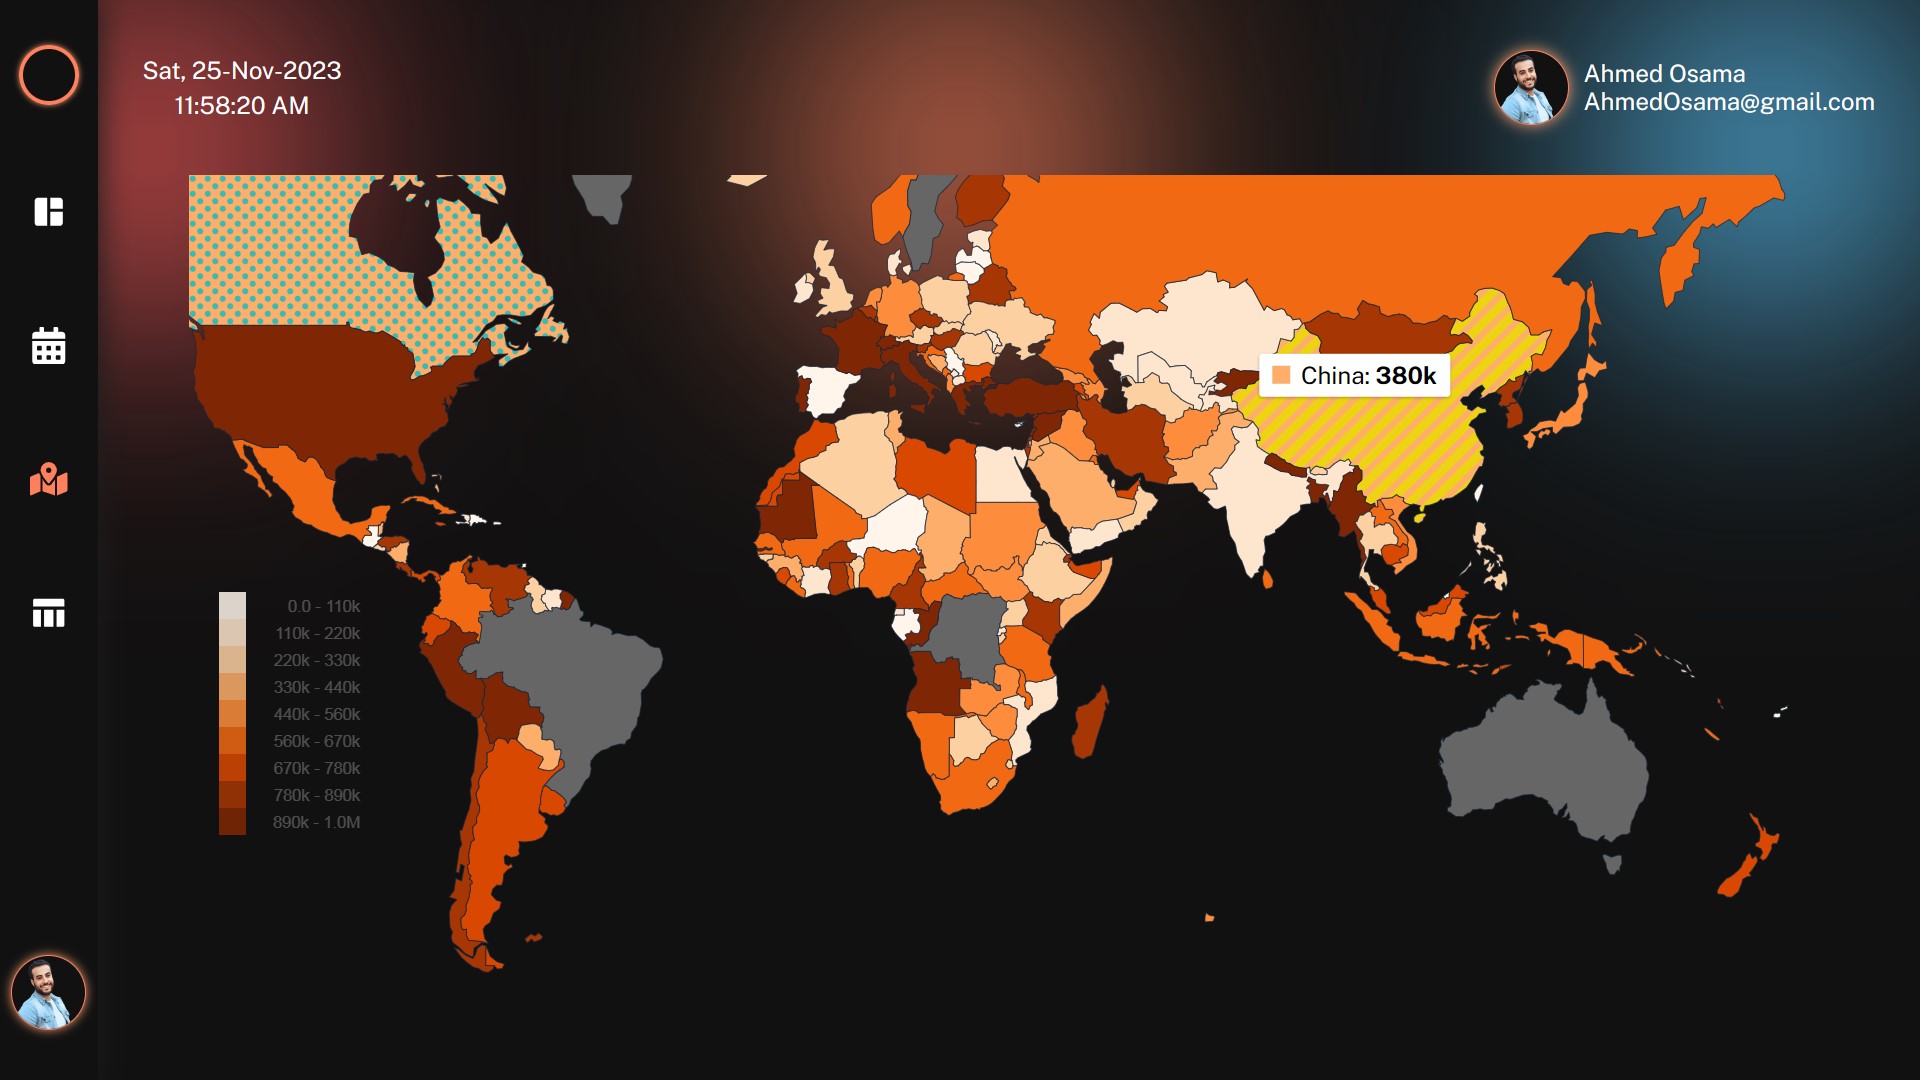 Sat, 25-Nov-2023
11:58:20 AM
Ahmed Osama
AhmedOsama@gmail.com
China: 380k
0.0 - 110k
110k - 220k
220k - 330k
330k - 440k
440k - 560k
560k - 670k
670k - 780k
780k - 890k
890k - 1.0M